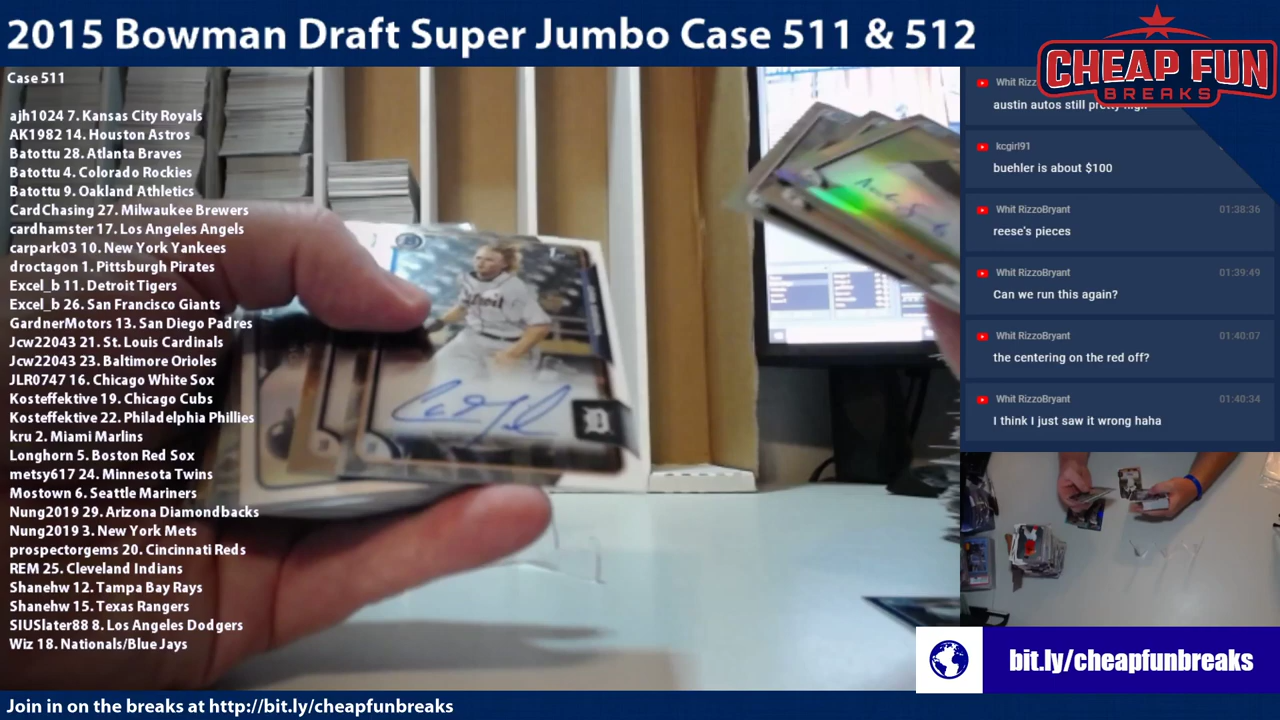 2015 Bowman Draft Super Jumbo Case 511 & 512
CHEAP FUN
BREAKS
Case 511
ajh1024 7. Kansas City Royals
AK1982 14. Houston Astros
Batottu 28. Atlanta Braves
Batottu 4. Colorado Rockies
Batottu 9. Oakland Athletics
CardChasing 27. Milwaukee Brewers
cardhamster 17. Los Angeles Angels
carpark03 10. New York Yankees
droctagon 1. Pittsburgh Pirates
Excel_b 11. Detroit Tigers
Excel_b 26. San Francisco Giants
GardnerMotors 13. San Diego Padres
Jcw22043 21. St. Louis Cardinals
Jcw22043 23. Baltimore Orioles
JLR0747 16. Chicago White Sox
Kosteffektive 19. Chicago Cubs
Kosteffektive 22. Philadelphia Phillies
kru 2. Miami Marlins
Longhorn 5. Boston Red Sox
metsy617 24. Minnesota Twins
Mostown 6. Seattle Mariners
Nung2019 29. Arizona Diamondbacks
Nung2019 3. New York Mets
prospectorgems 20. Cincinnati Reds
REM 25. Cleveland Indians
Shanehw 12. Tampa Bay Rays
Shanehw 15. Texas Rangers
SIUSlater88 8. Los Angeles Dodgers
Wiz 18. Nationals/Blue Jays
Whit Rizz
austin autos still pretty high
kcgirl91
buehler is about $100
Whit RizzoBryant 01:38:36
reese's pieces
Whit RizzoBryant 01:39:49
Can we run this again?
Whit RizzoBryant 01:40:07
the centering on the red off?
Whit RizzoBryant 01:40:34
I think I just saw it wrong haha
bit.ly/cheapfunbreaks
Join in on the breaks at http://bit.ly/cheapfunbreaks